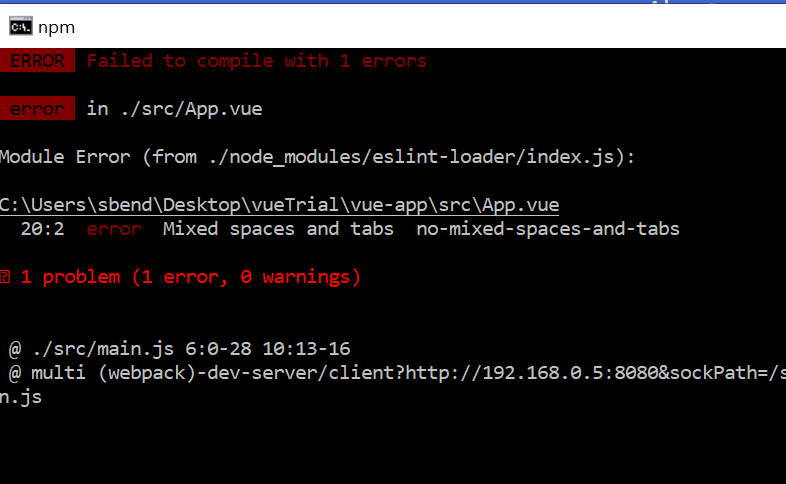 npm
ERROR Failed to compile with 1 errors
error in ./src/App.vue
Module Error (from ./node_modules/eslint-loader/index.js):
C:\Users\sbend\Desktop\vueTrial\vue-app\src\App.vue
20:2 error Mixed spaces and tabs no-mixed-spaces-and-tabs
1 problem (1 error, 0 warnings)
@ ./src/main.js 6:0-28 10:13-16
@ multi (webpack)-dev-server/client?http://192.168.0.5:8080&sockPath=/s
n.js